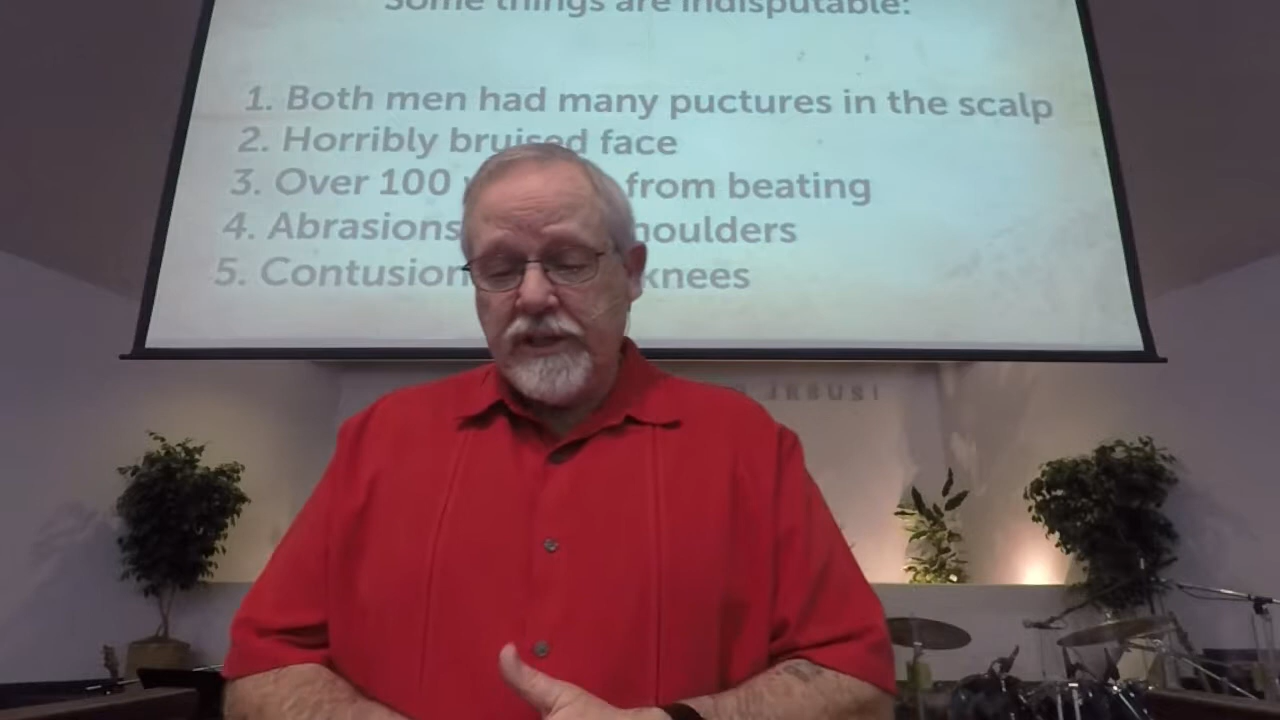 Some things are indisputable:
1. Both men had many puctures in the scalp
2. Horribly bruised face
3. Over 100 from beating
4. Abrasions houlders
5. Contusion knees
JESUS!